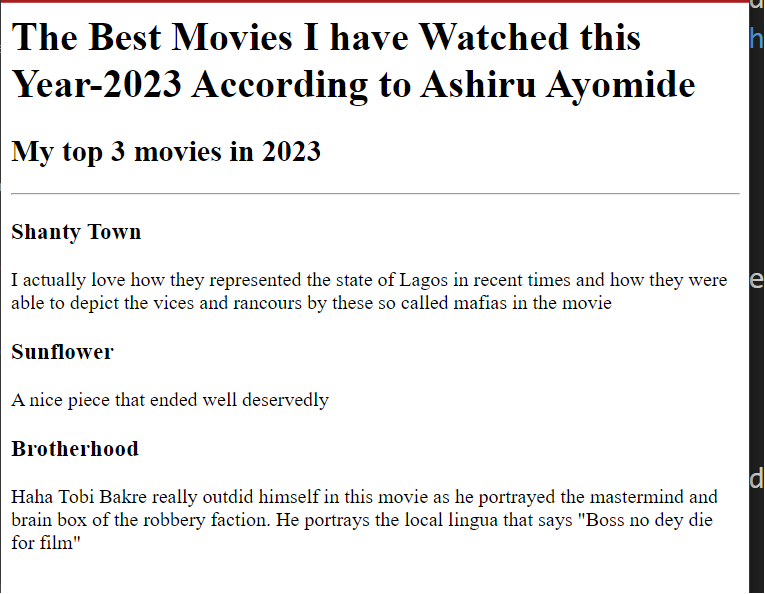 The Best Movies I have Watched this
Year-2023 According to Ashiru Ayomide
My top 3 movies in 2023
Shanty Town
I actually love how they represented the state of Lagos in recent times and how they were
able to depict the vices and rancours by these so called mafias in the movie
Sunflower
A nice piece that ended well deservedly
Brotherhood
Haha Tobi Bakre really outdid himself in this movie as he portrayed the mastermind and
brain box of the robbery faction. He portrays the local lingua that says "Boss no dey die
for film"